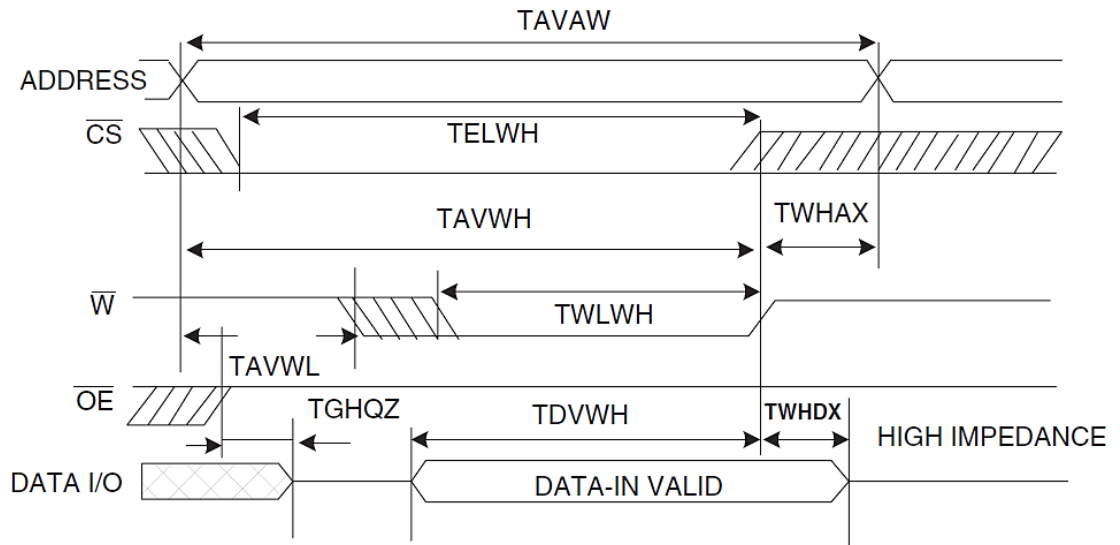 TAVAW
ADDRESS
CS
TELWH
TAVWH
TWHAX
W
TWLWH
TAVWL
OE
TGHQZ
TDVWH
TWHDX
HIGH IMPEDANCE
DATA I/O
DATA-IN VALID